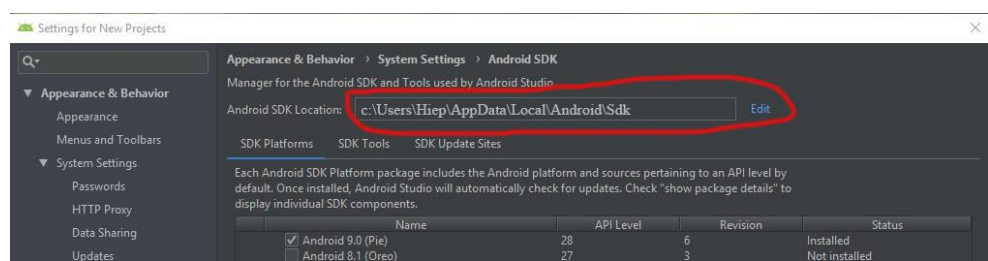 Settings for New Projects
Appearance & Behavior
Appearance
Menus and Toolbars
System Settings
Passwords
HTTP Proxy
Data Sharing
Updates
Appearance & Behavior › System Settings › Android SDK
Manager for the Android SDK and Tools used by Android Studio
Android SDK Location: c:\Users\Hiep\AppData\Local\Android\Sdk Edit
SDK Platforms SDK Tools SDK Update Sites
Each Android SDK Platform package includes the Android platform and sources pertaining to an API level by
default. Once installed, Android Studio will automatically check for updates. Check "show package details" to
display individual SDK components.
Name API Level Revision Status
Android 9.0 (Pie) 28 6 Installed
Android 8.1 (Oreo) 27 3 Not installed